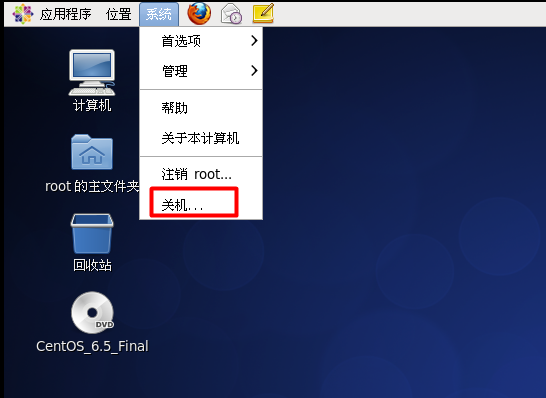 应用程序 位置 系统
首选项
管理
帮助
关于本计算机
注销 root...
关机...
计算机
root 的主文件夹
回收站
DVD
CentOS_6.5_Final